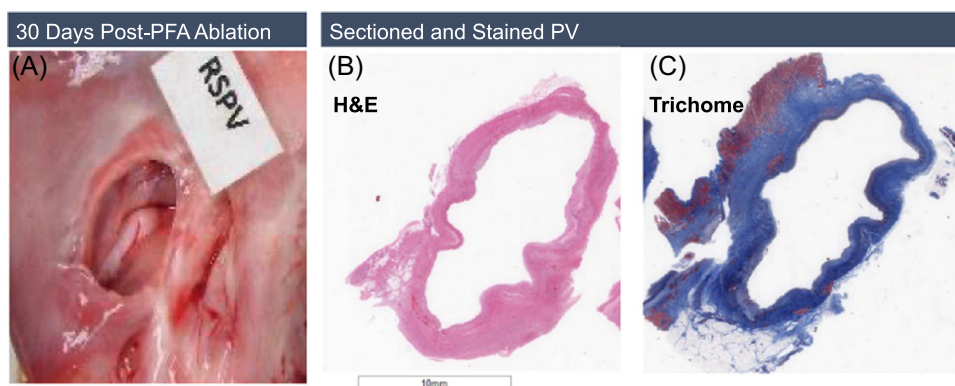 30 Days Post-PFA Ablation
Sectioned and Stained PV
(A)
RSPV
(B)
H&E
(C)
Trichome
10mm